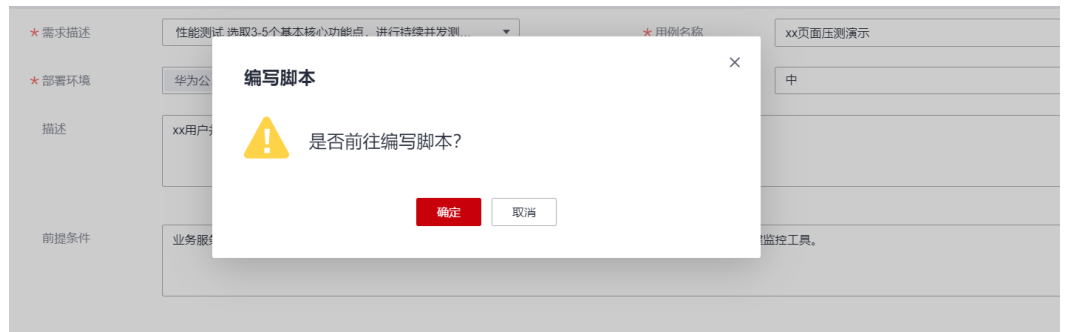 * 需求描述
性能测试 选取3-5个基本核心功能点，进行持续并发测...
* 用例名称
xx页面压测演示
编写脚本
* 部署环境
华为公
中
描述
xx用户
是否前往编写脚本？
确定
取消
前提条件
业务服
监控工具。